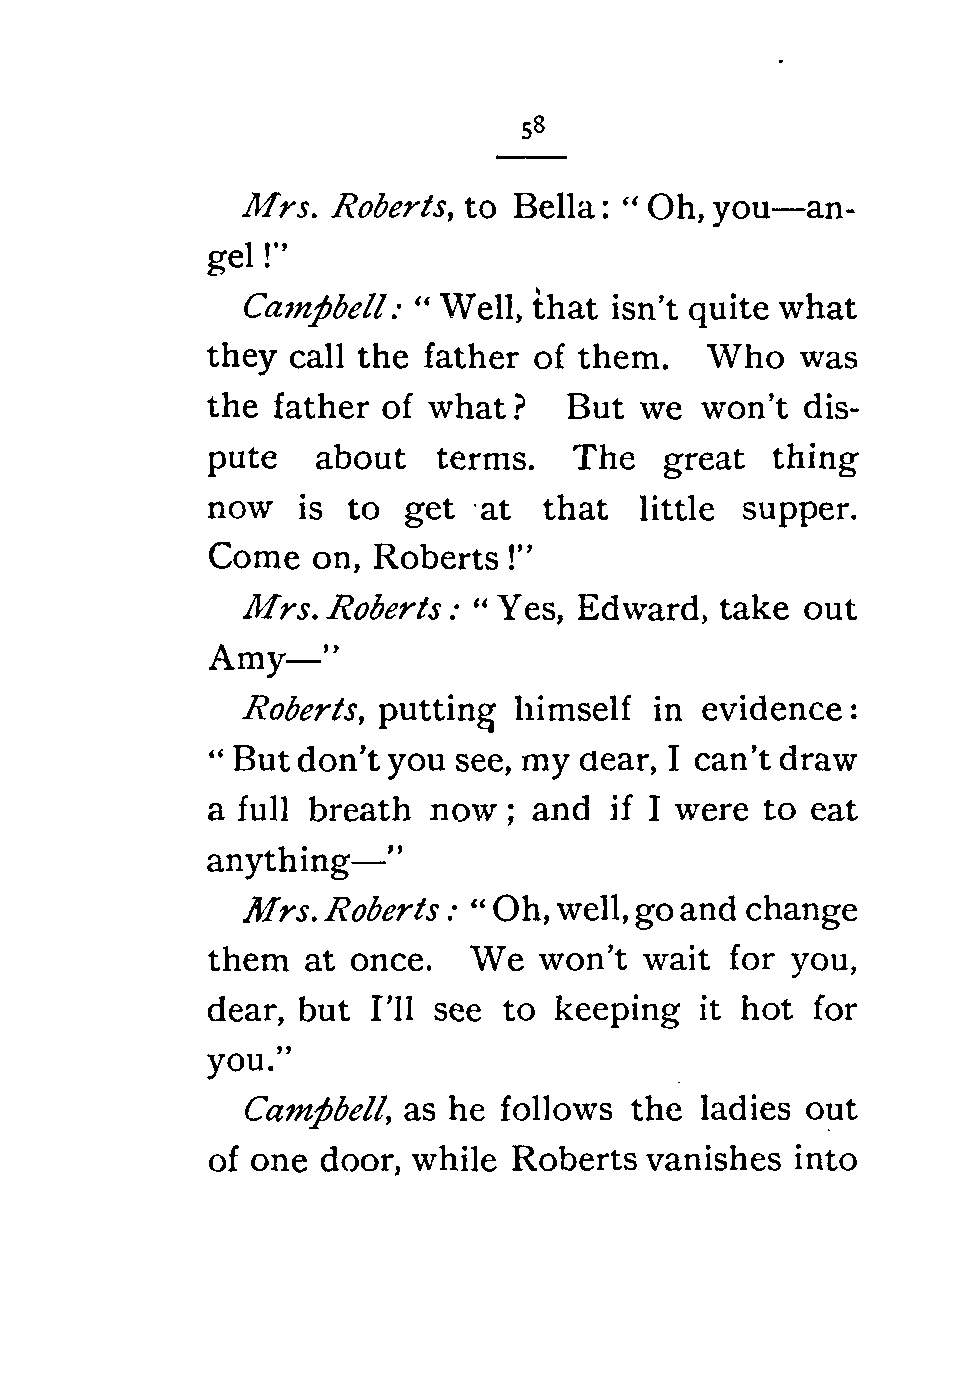 58
Mrs. Roberts, to Bella: “Oh, you—an-
gel!”
Campbell: “Well, that isn't quite what
they call the father of them. Who was
the father of what? But we won't dis-
pute about terms. The great thing
now is to get at that little supper.
Come on, Roberts!”
Mrs. Roberts: “Yes, Edward, take out
Amy—”
Roberts, putting himself in evidence:
“But don't you see, my dear, I can't draw
a full breath now; and if I were to eat
anything—”
Mrs. Roberts: “Oh, well, go and change
them at once. We won't wait for you,
dear, but I'll see to keeping it hot for
you.”
Campbell, as he follows the ladies out
of one door, while Roberts vanishes into